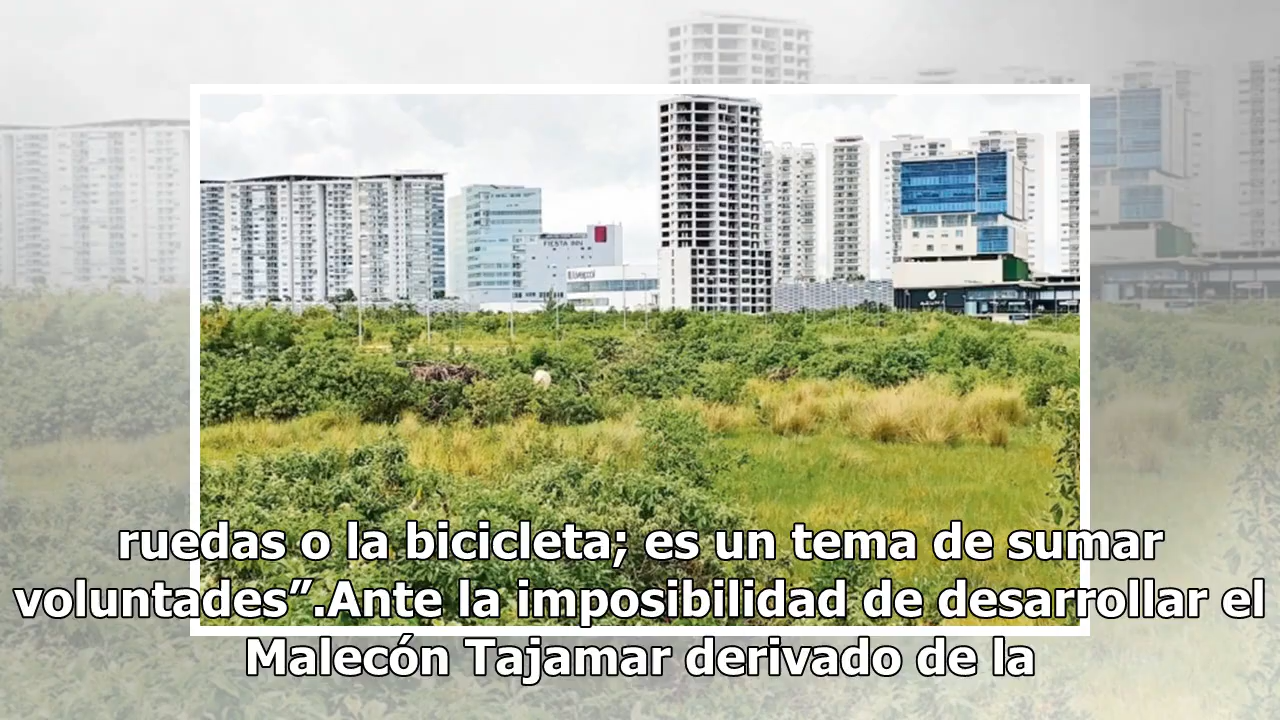 FIESTA INN
ruedas o la bicicleta; es un tema de sumar
voluntades”.Ante la imposibilidad de desarrollar el
Malecón Tajamar derivado de la